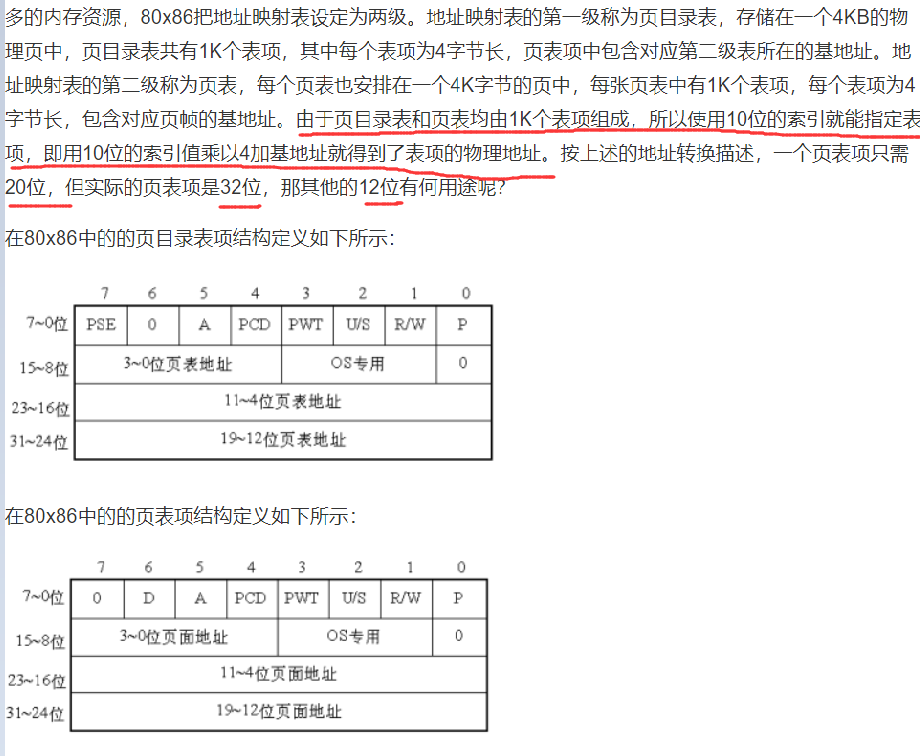 多的内存资源，80x86把地址映射表设定为两级。地址映射表的第一级称为页目录表，存储在一个4KB的物
理页中，页目录表共有1K个表项，其中每个表项为4字节长，页表项中包含对应第二级表所在的基地址。地
址映射表的第二级称为页表，每个页表也安排在一个4K字节的页中，每张页表中有1K个表项，每个表项为4
字节长，包含对应页帧的基地址。由于页目录表和页表均由1K个表项组成，所以使用10位的索引就能指定表
项，即用10位的索引值乘以4加基地址就得到了表项的物理地址。按上述的地址转换描述，一个页表项只需
20位，但实际的页表项是32位，那其他的12位有何用途呢？
在80x86中的的页目录表项结构定义如下所示：
7 6 5 4 3 2 1 0
7~0位 PSE 0 A PCD PWT U/S R/W P
15~8位 3~0位页表地址 OS专用 0
23~16位 11~4位页表地址
31~24位 19~12位页表地址
在80x86中的的页表项结构定义如下所示：
7 6 5 4 3 2 1 0
7~0位 0 D A PCD PWT U/S R/W P
15~8位 3~0位页面地址 OS专用 0
23~16位 11~4位页面地址
31~24位 19~12位页面地址